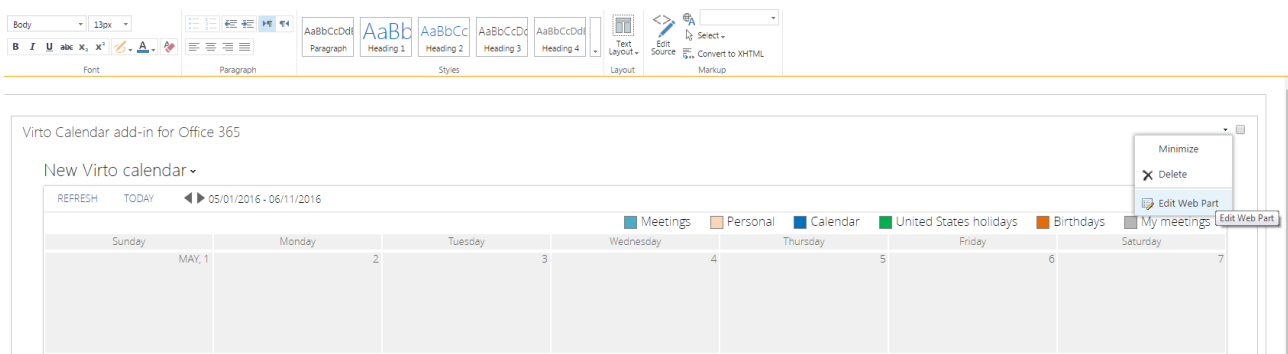 Body 13px
AaBbCcDdE AaBb AaBbCc AaBbCcDc AaBbCcDdE
Paragraph Heading 1 Heading 2 Heading 3 Heading 4
B I U abc x₂ x² A
Text Layout
Edit Source
Select
Convert to XHTML
Font Paragraph Styles Layout Markup
Virto Calendar add-in for Office 365
Minimize
New Virto calendar
Delete
REFRESH TODAY 05/01/2016 - 06/11/2016
Edit Web Part
Edit Web Part
Meetings Personal Calendar United States holidays Birthdays My meetings
Sunday Monday Tuesday Wednesday Thursday Friday Saturday
MAY, 1 2 3 4 5 6 7